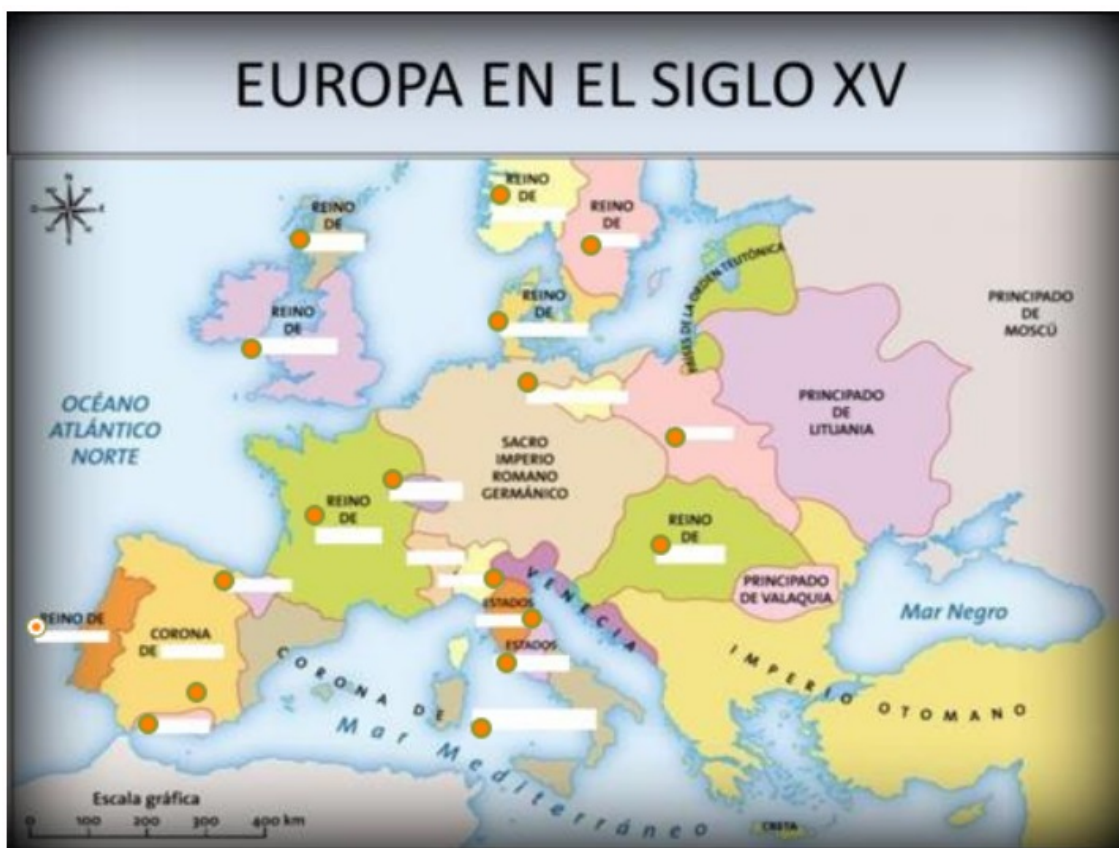 EUROPA EN EL SIGLO XV
N
E
S
O
REINO
DE
REINO
DE
REINO
DE
REINO
DE
REINO
DE
PAÍSES DE LA ORDEN TEUTÓNICA
PRINCIPADO
DE
MOSCÚ
OCÉANO
ATLÁNTICO
NORTE
PRINCIPADO
DE
LITUANIA
SACRO
IMPERIO
ROMANO
GERMÁNICO
REINO
DE
REINO
DE
VENECIA
PRINCIPADO
DE VALAQUIA
Mar Negro
ESTADOS
ESTADOS
REINO DE
CORONA
DE
CORONA DE
IMPERIO OTOMANO
Mar Mediterráneo
CRETA
Escala gráfica
0 100 200 300 400 km